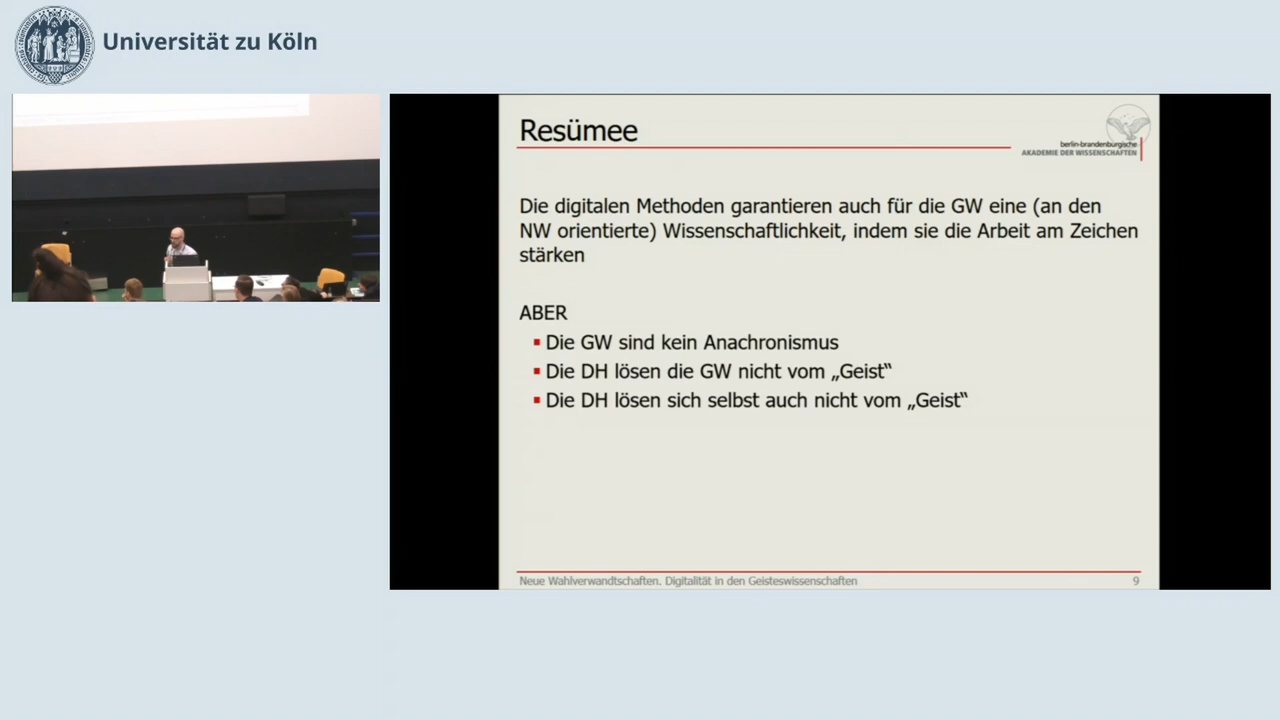 Universität zu Köln
Resümee
berlin-brandenburgische
AKADEMIE DER WISSENSCHAFTEN
Die digitalen Methoden garantieren auch für die GW eine (an den
NW orientierte) Wissenschaftlichkeit, indem sie die Arbeit am Zeichen
stärken
ABER
▪ Die GW sind kein Anachronismus
▪ Die DH lösen die GW nicht vom „Geist“
▪ Die DH lösen sich selbst auch nicht vom „Geist“
Neue Wahlverwandtschaften. Digitalität in den Geisteswissenschaften 9